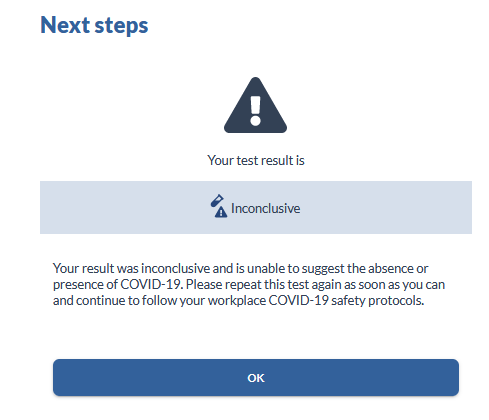 Next steps
Your test result is
Inconclusive
Your result was inconclusive and is unable to suggest the absence or
presence of COVID-19. Please repeat this test again as soon as you can
and continue to follow your workplace COVID-19 safety protocols.
OK